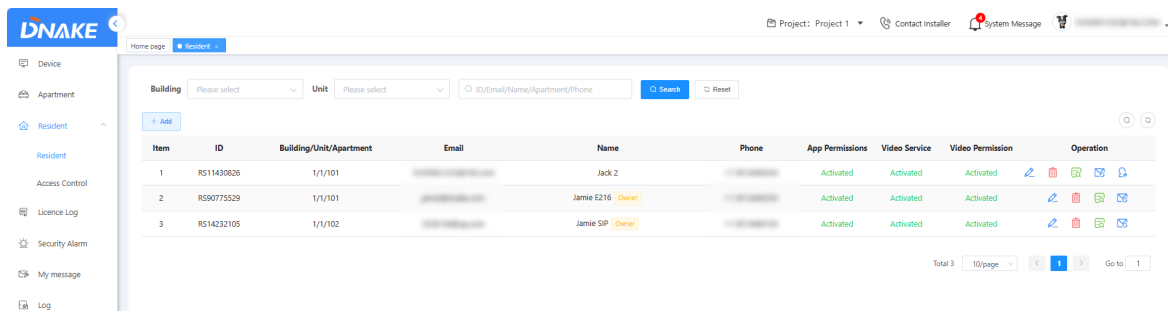 DNAKE
Project: Project 1 Contact Installer 4 System Message
Home page Resident ×
Device
Building Please select Unit Please select ID/Email/Name/Apartment/Phone Search Reset
Apartment
+ Add
Resident
Item ID Building/Unit/Apartment Email Name Phone App Permissions Video Service Video Permission Operation
Resident
1 RS11430826 1/1/101 Jack 2 Activated Activated Activated
Access Control
2 RS90775529 1/1/101 Jamie E216 Owner Activated Activated Activated
Licence Log
3 RS14232105 1/1/102 Jamie SIP Owner Activated Activated Activated
Security Alarm
Total 3 10/page < 1 > Go to 1
My message
Log